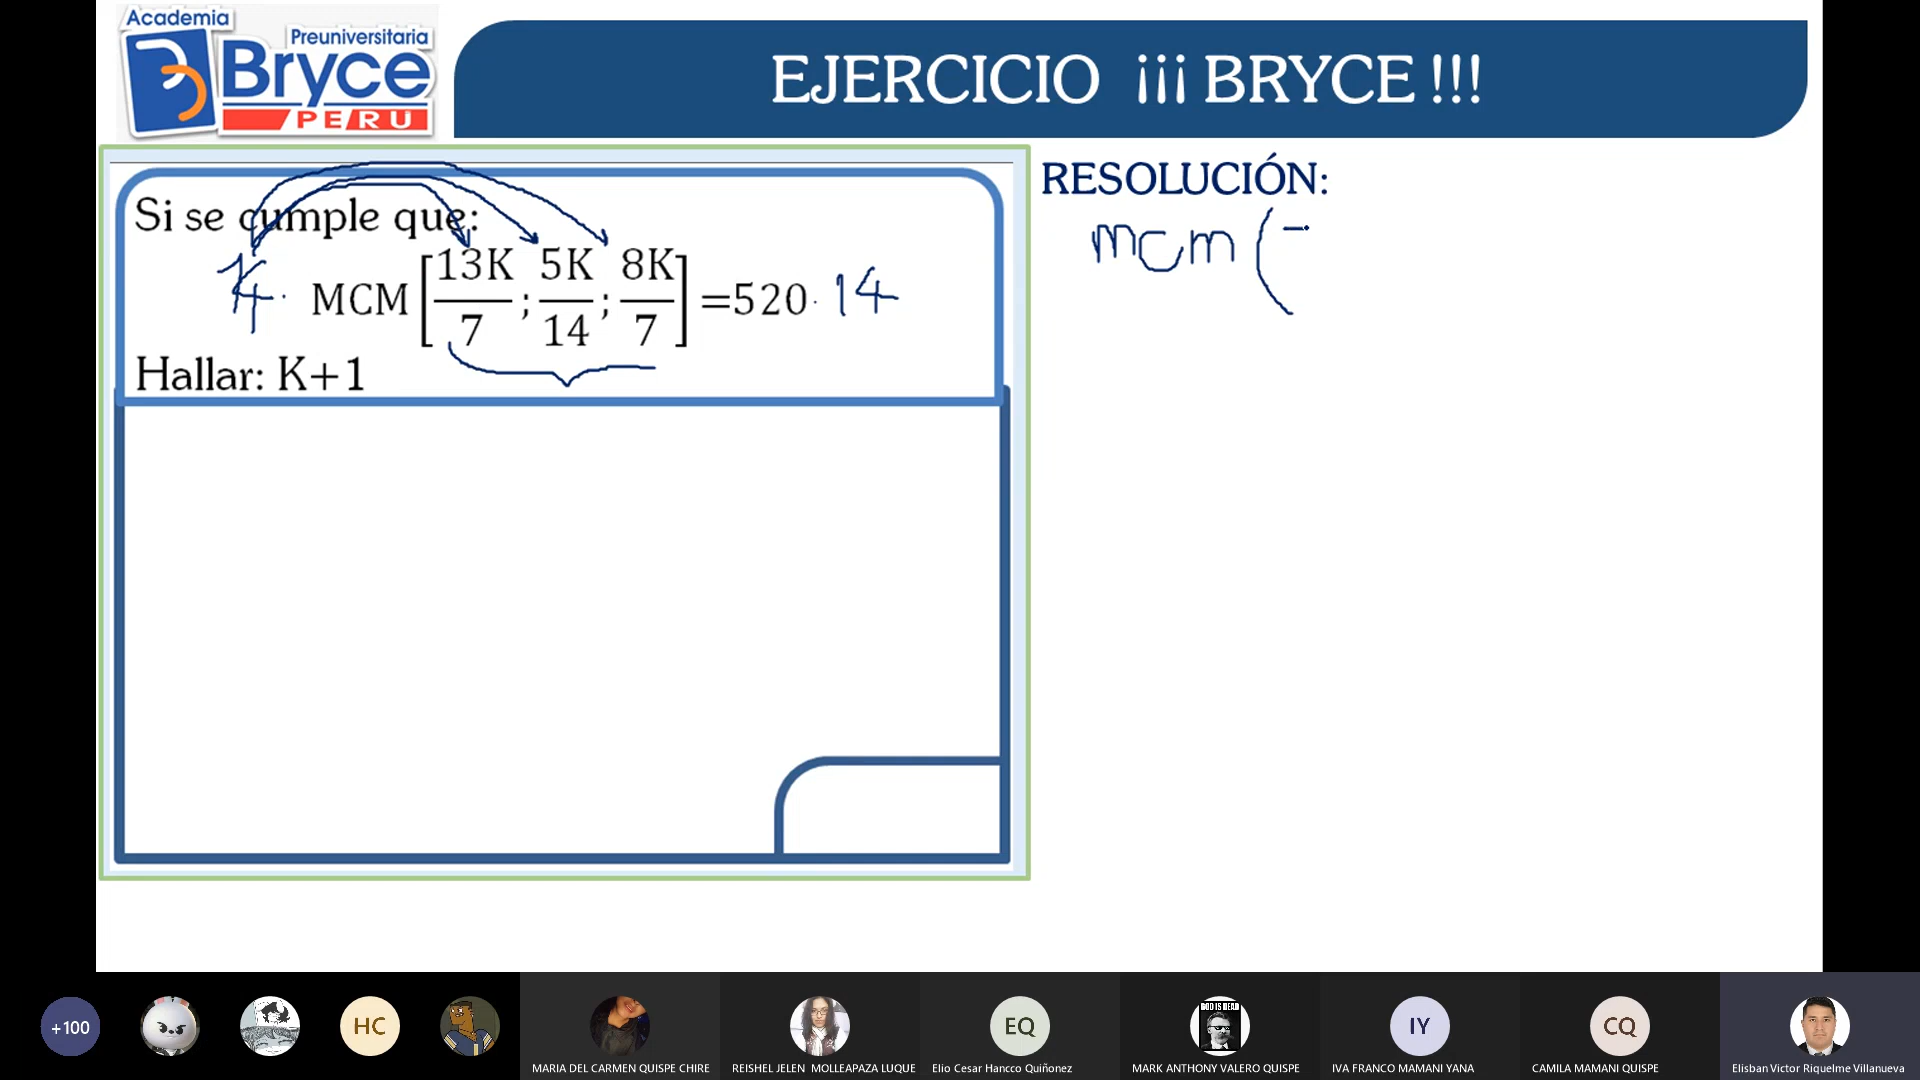 Academia
Preuniversitaria
Bryce
PERU
EJERCICIO ¡¡¡ BRYCE !!!
RESOLUCIÓN:
mcm (
Si se cumple que:
14 · MCM [13K/7 ; 5K/14 ; 8K/7] =520 · 14
Hallar: K+1
+100
HC
EQ
GOD IS DEAD
IY
CQ
MARIA DEL CARMEN QUISPE CHIRE
REISHEL JELEN MOLLEAPAZA LUQUE
Elio Cesar Hancco Quiñonez
MARK ANTHONY VALERO QUISPE
IVA FRANCO MAMANI YANA
CAMILA MAMANI QUISPE
Elisban Victor Riquelme Villanueva